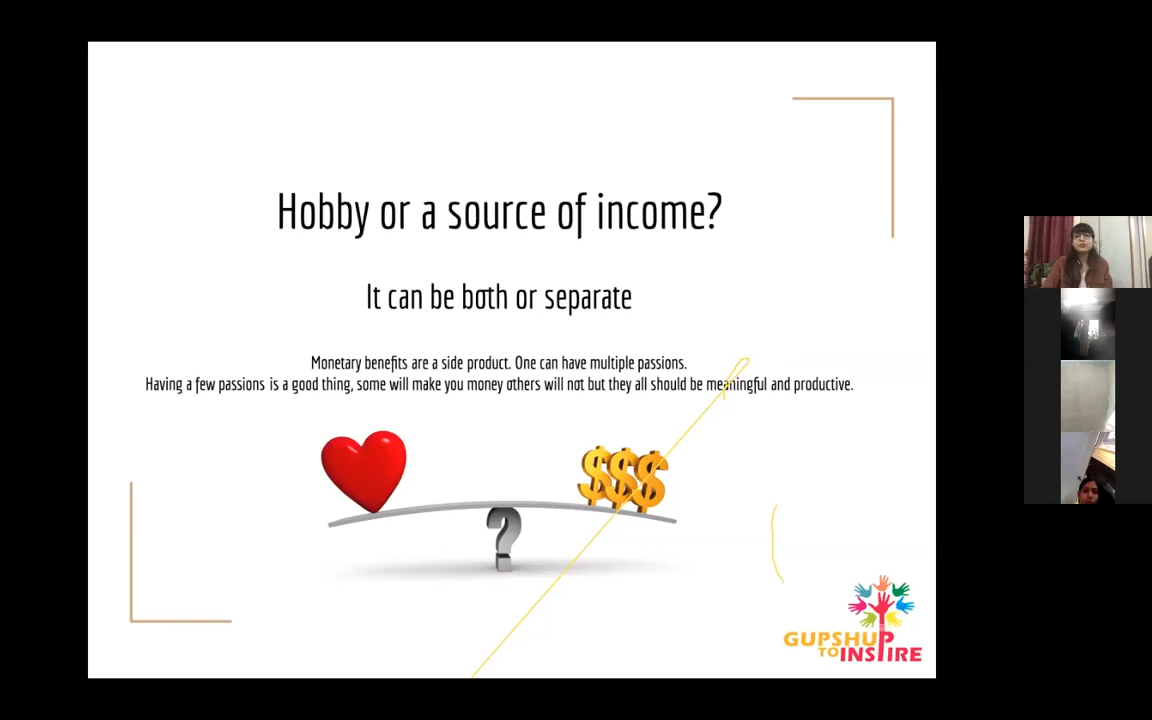 Hobby or a source of income?
It can be both or separate
Monetary benefits are a side product. One can have multiple passions.
Having a few passions is a good thing, some will make you money others will not but they all should be meaningful and productive.
$$$
?
GUPSHUP
TO INSPIRE